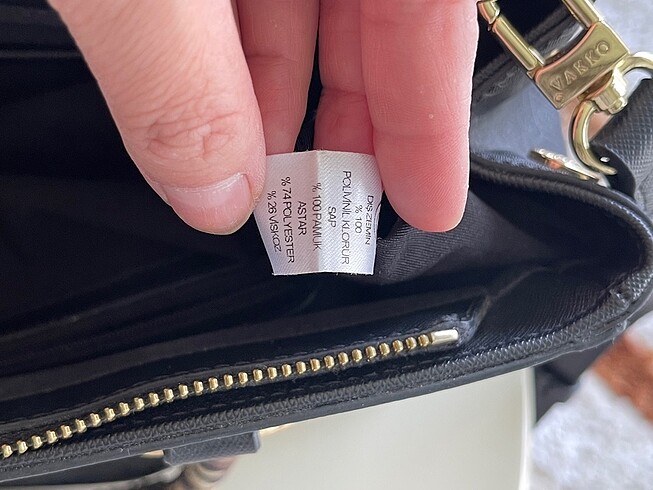 VAKKO
DIŞ ZEMİN
% 100
POLİVİNİL KLORÜR
SAP
% 100 PAMUK
ASTAR
% 74 POLYESTER
% 26 VİSKOZ